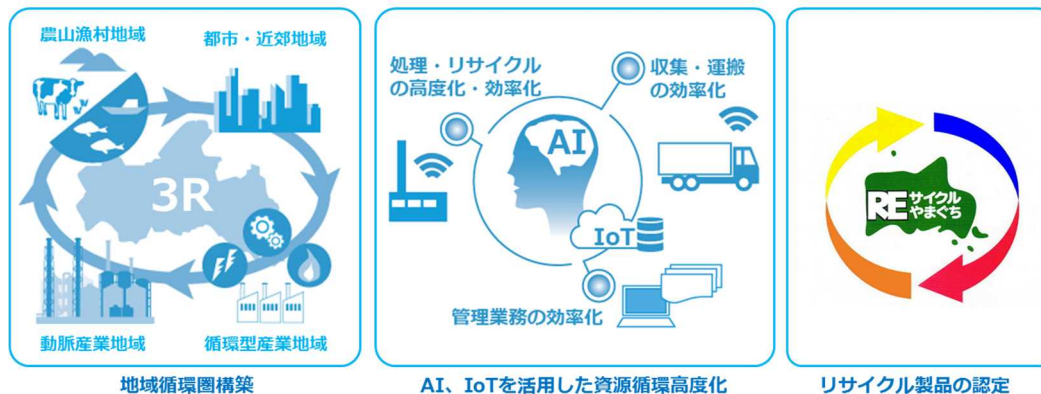 農山漁村地域
都市・近郊地域
3R
動脈産業地域
循環型産業地域
地域循環圏構築
処理・リサイクル
の高度化・効率化
収集・運搬
の効率化
AI
IoT
管理業務の効率化
AI、IoTを活用した資源循環高度化
RE サイクル
やまぐち
リサイクル製品の認定